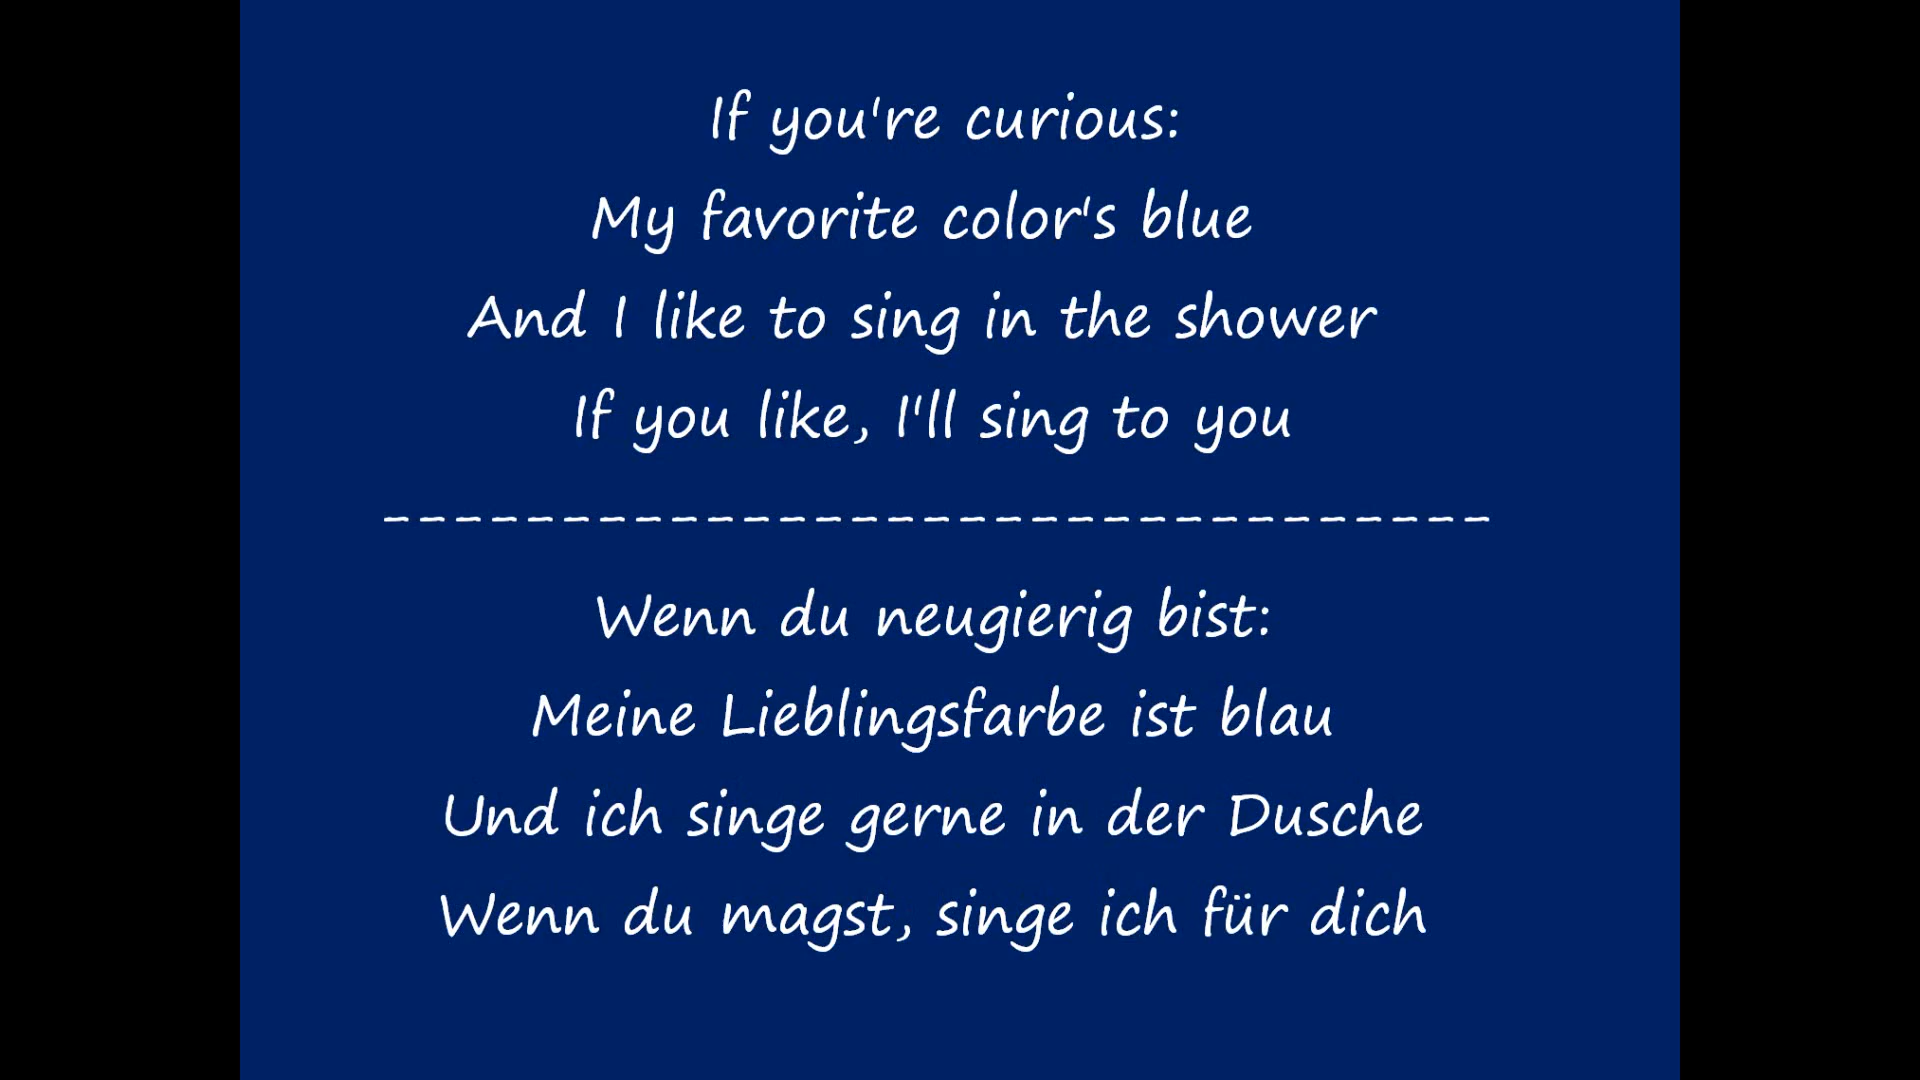 If you're curious:
My favorite color's blue
And I like to sing in the shower
If you like, I'll sing to you
-------------------------------
Wenn du neugierig bist:
Meine Lieblingsfarbe ist blau
Und ich singe gerne in der Dusche
Wenn du magst, singe ich für dich